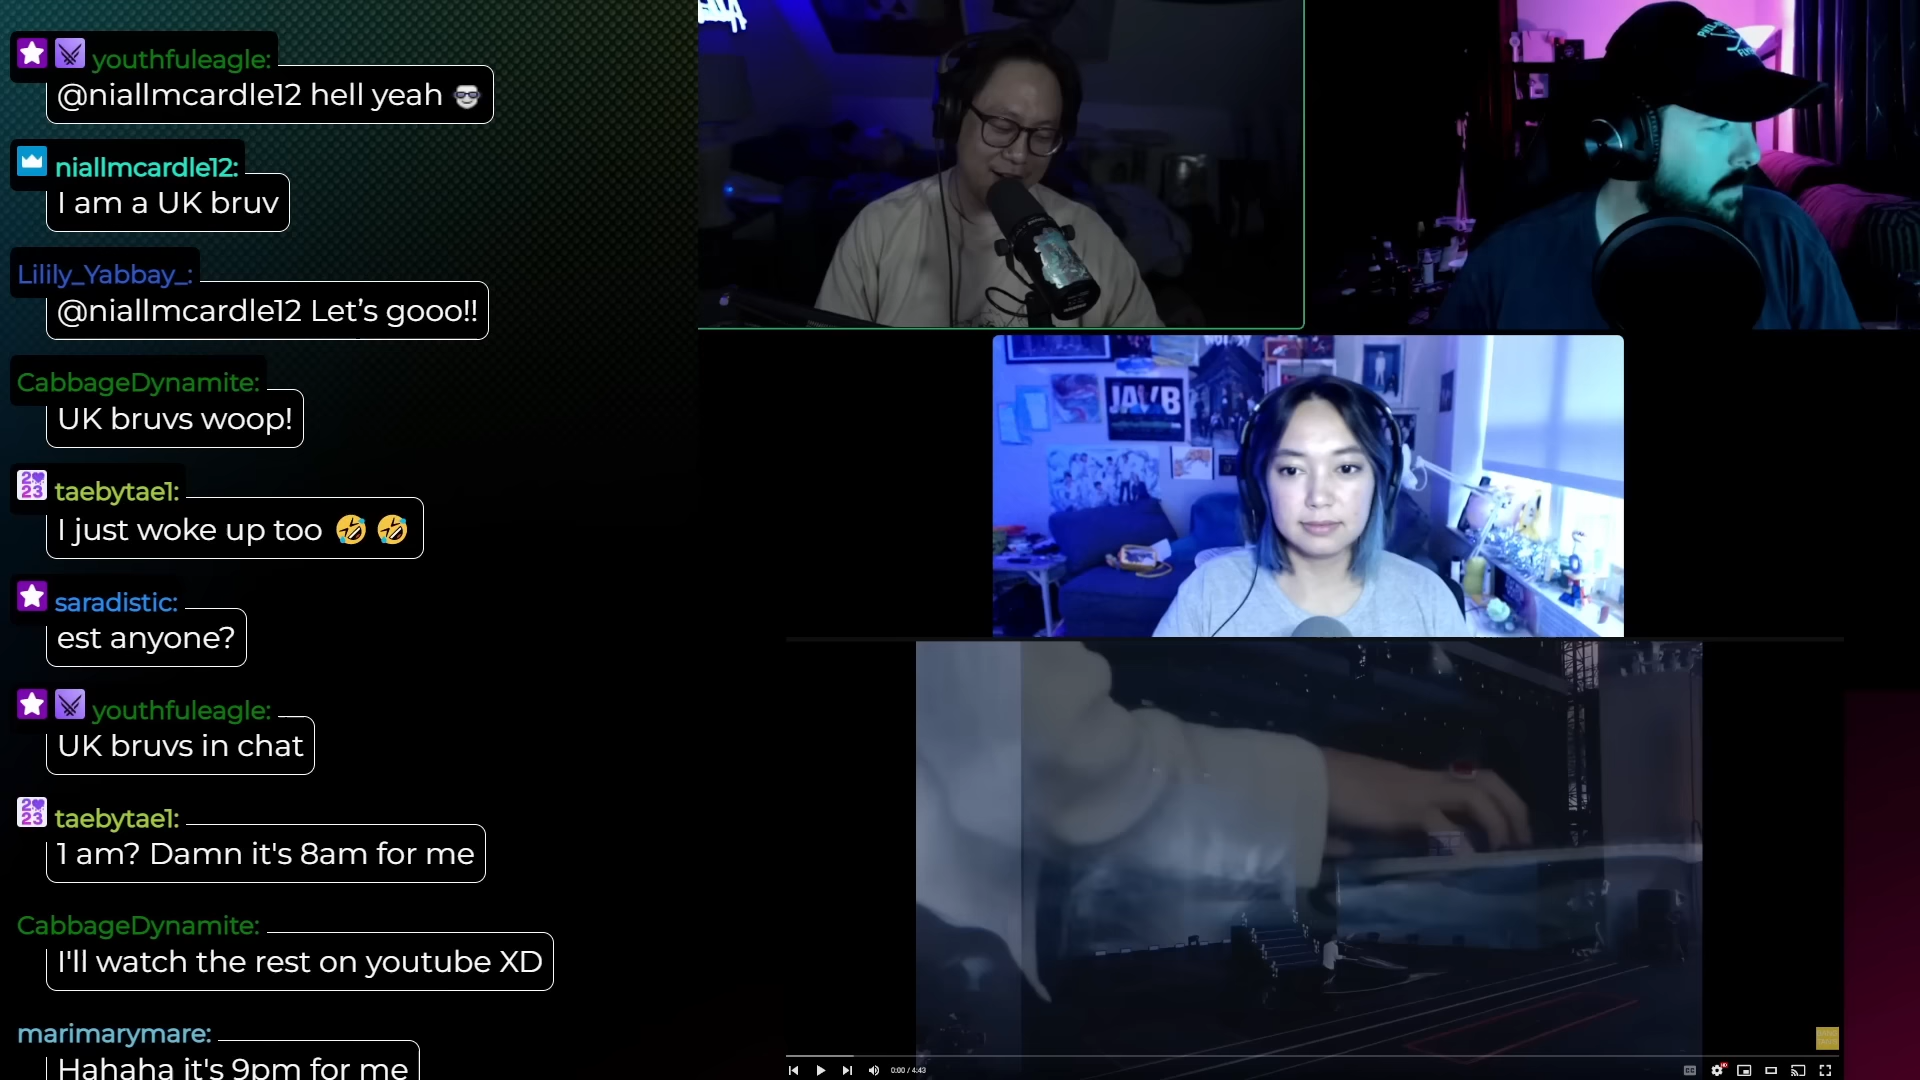 youthfuleagle:
@niallmcardle12 hell yeah
niallmcardle12:
I am a UK bruv
Lilily_Yabbay_:
@niallmcardle12 Let's gooo!!
CabbageDynamite:
UK bruvs woop!
2023
taebytae1:
I just woke up too
saradistic:
est anyone?
youthfuleagle:
UK bruvs in chat
2023
taebytae1:
1 am? Damn it's 8am for me
CabbageDynamite:
I'll watch the rest on youtube XD
marimarymare:
Hahaha it's 9pm for me
0:00 / 4:43